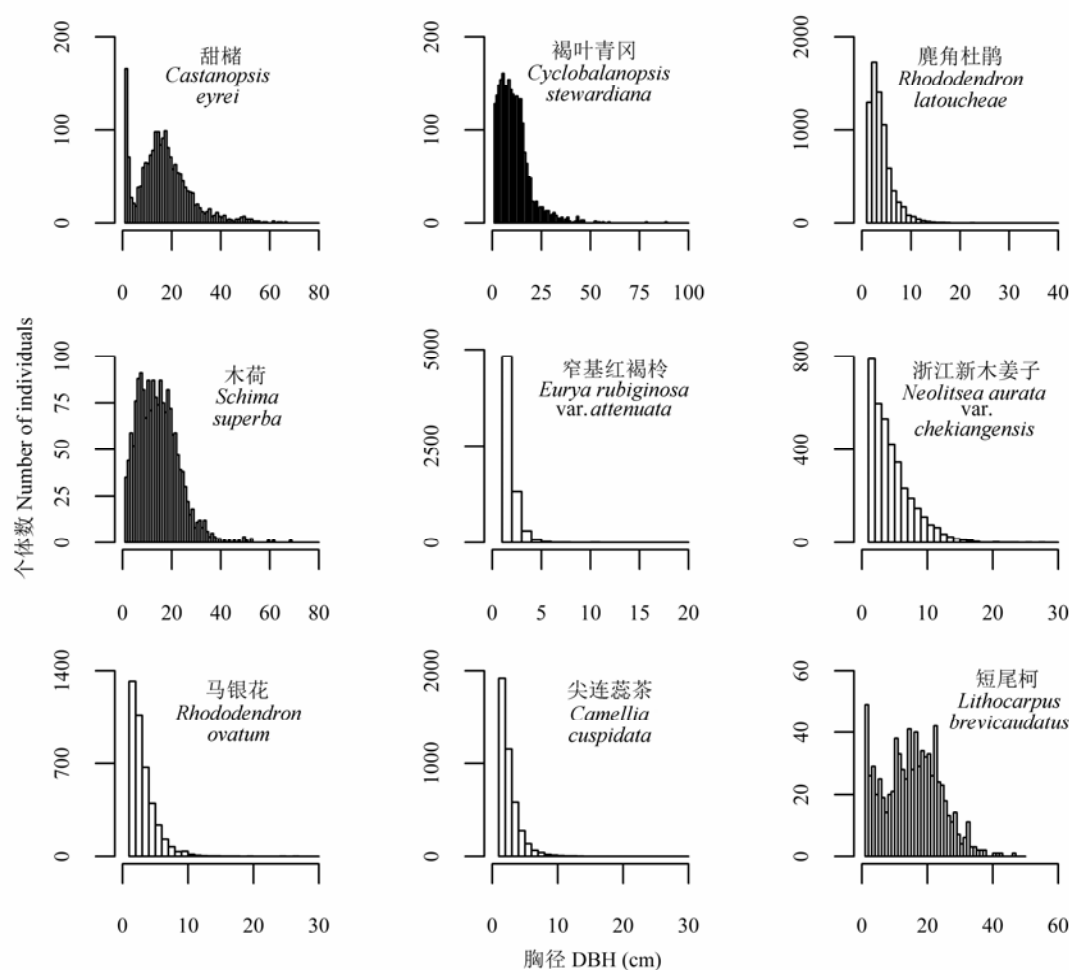 甜槠
Castanopsis
eyrei
200
100
0
0 20 40 60 80
褐叶青冈
Cyclobalanopsis
stewardiana
200
100
0
0 25 50 75 100
麂角杜鹃
Rhododendron
latoucheae
2000
1000
0
0 10 20 30 40
个体数 Number of individuals
木荷
Schima
superba
100
75
50
25
0
0 20 40 60 80
窄基红褐柃
Eurya rubiginosa
var. attenuata
5000
2500
0
0 5 10 15 20
浙江新木姜子
Neolitsea aurata
var.
chekiangensis
800
400
0
0 10 20 30
马银花
Rhododendron
ovatum
1400
700
0
0 10 20 30
尖连蕊茶
Camellia
cuspidata
2000
1000
0
0 10 20 30
短尾柯
Lithocarpus
brevicaudatus
60
40
20
0
0 20 40 60
胸径 DBH (cm)